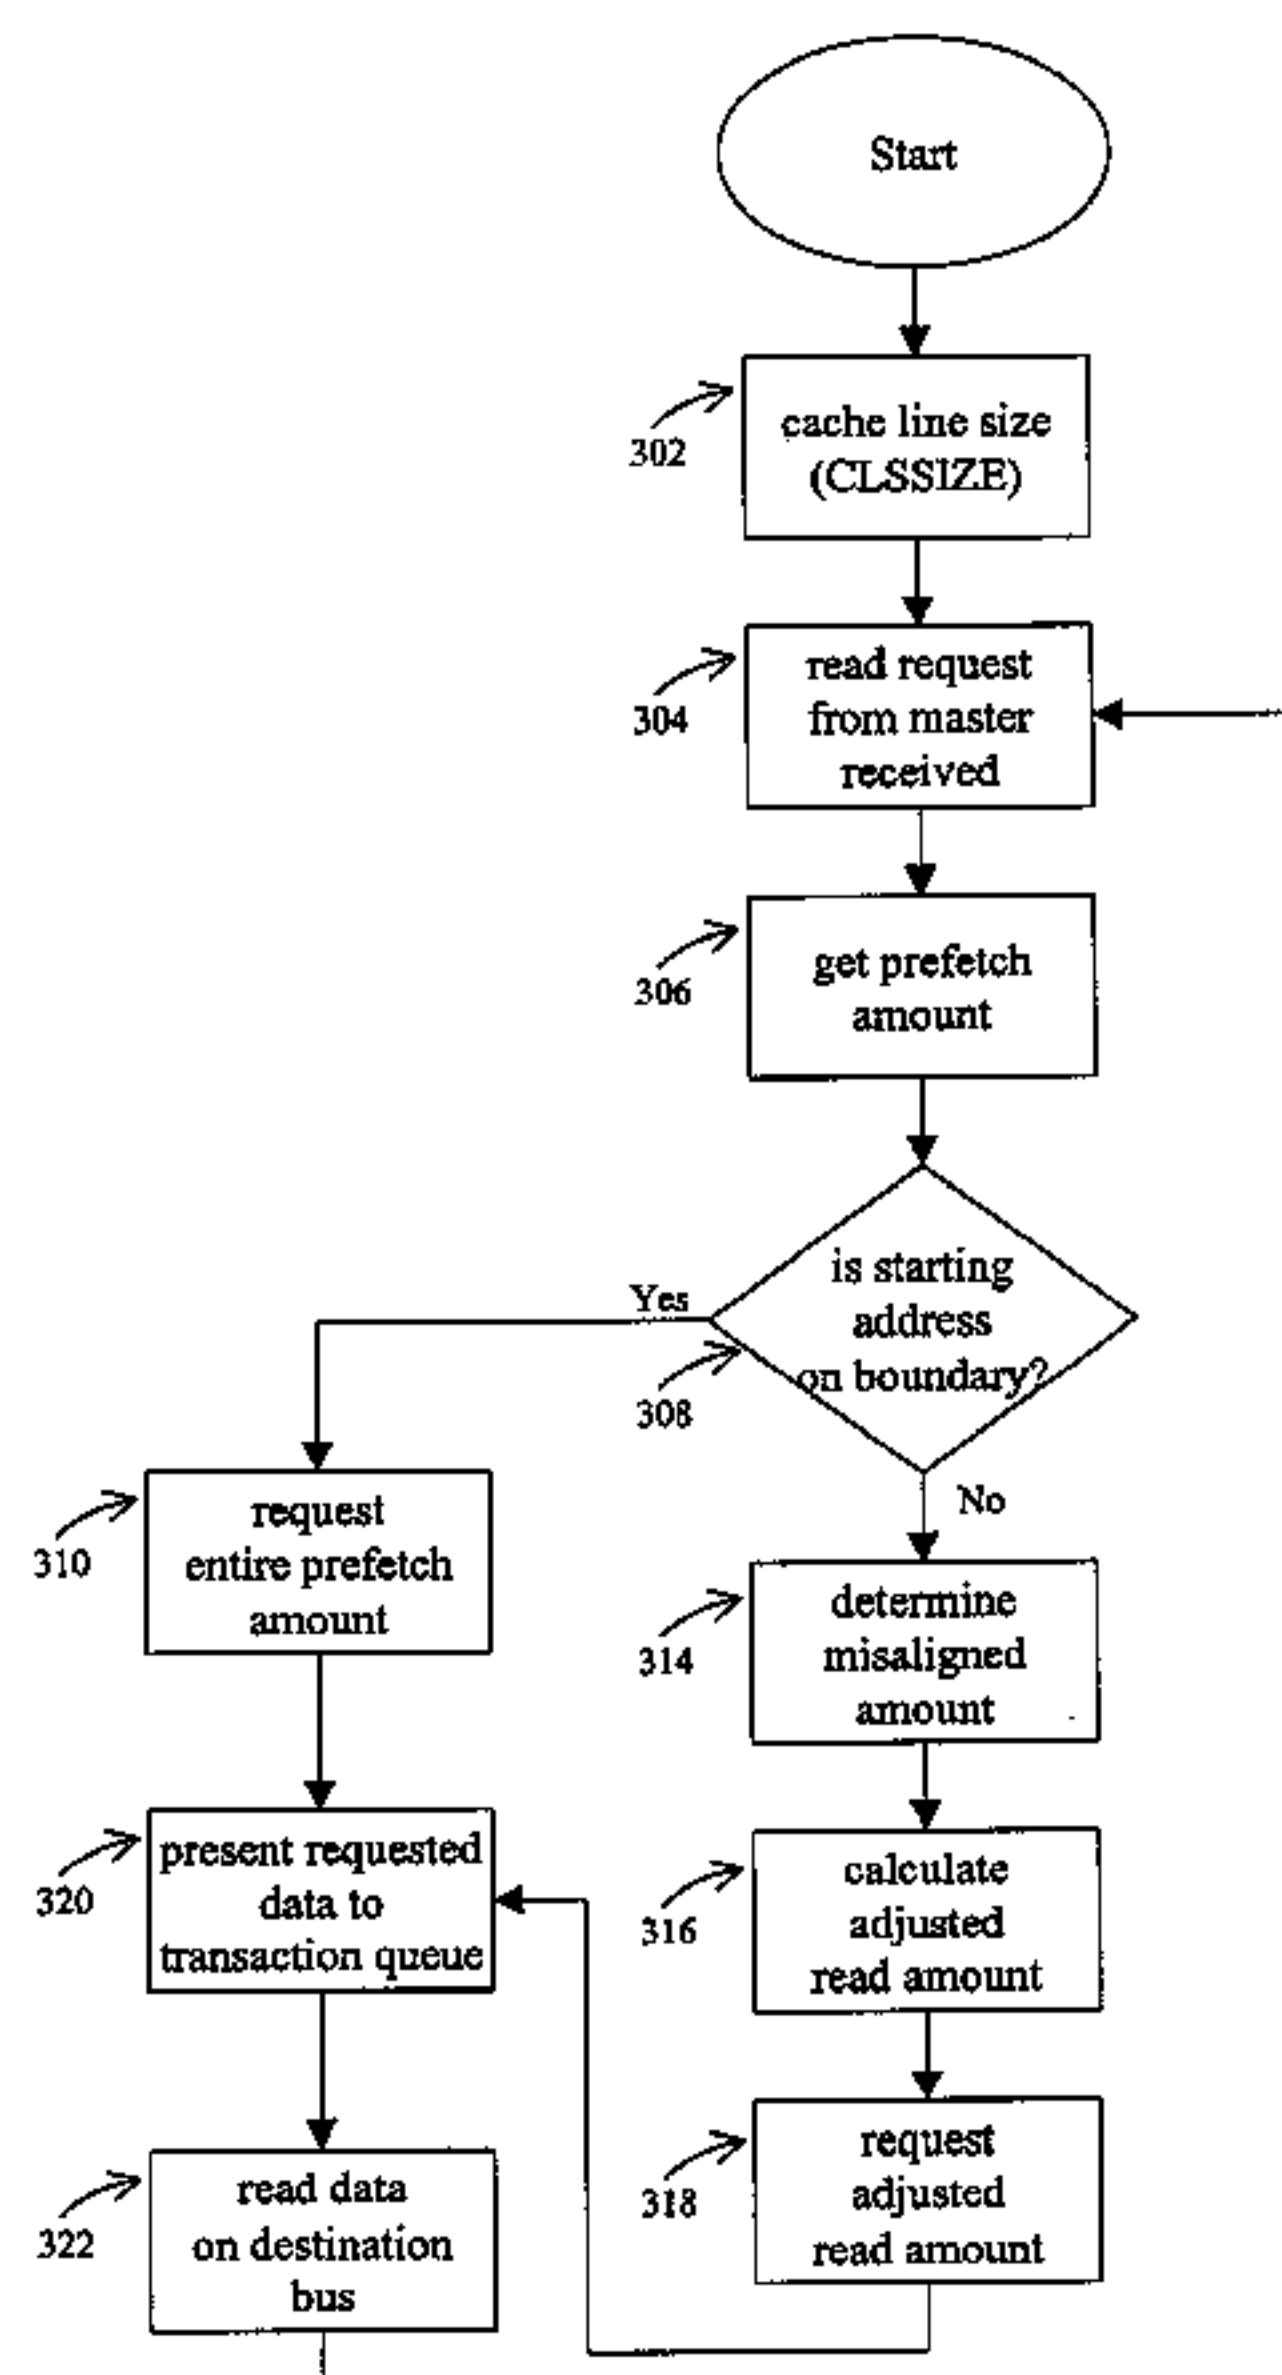 Start
302
cache line size
(CLSSIZE)
304
read request
from master
received
306
get prefetch
amount
308
is starting
address
on boundary?
Yes
No
310
request
entire prefetch
amount
314
determine
misaligned
amount
320
present requested
data to
transaction queue
316
calculate
adjusted
read amount
322
read data
on destination
bus
318
request
adjusted
read amount